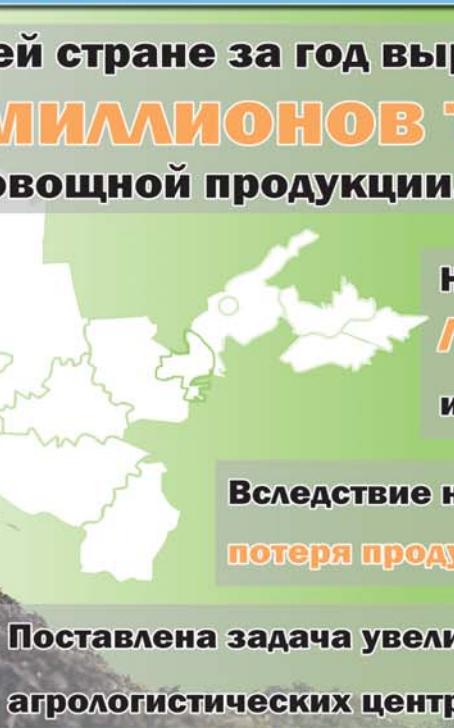 ей стране за год выр
миллионов т
овощной продукции
Н
Л
и
Вследствие н
потеря проду
Поставлена задача увели
агрологистических центр